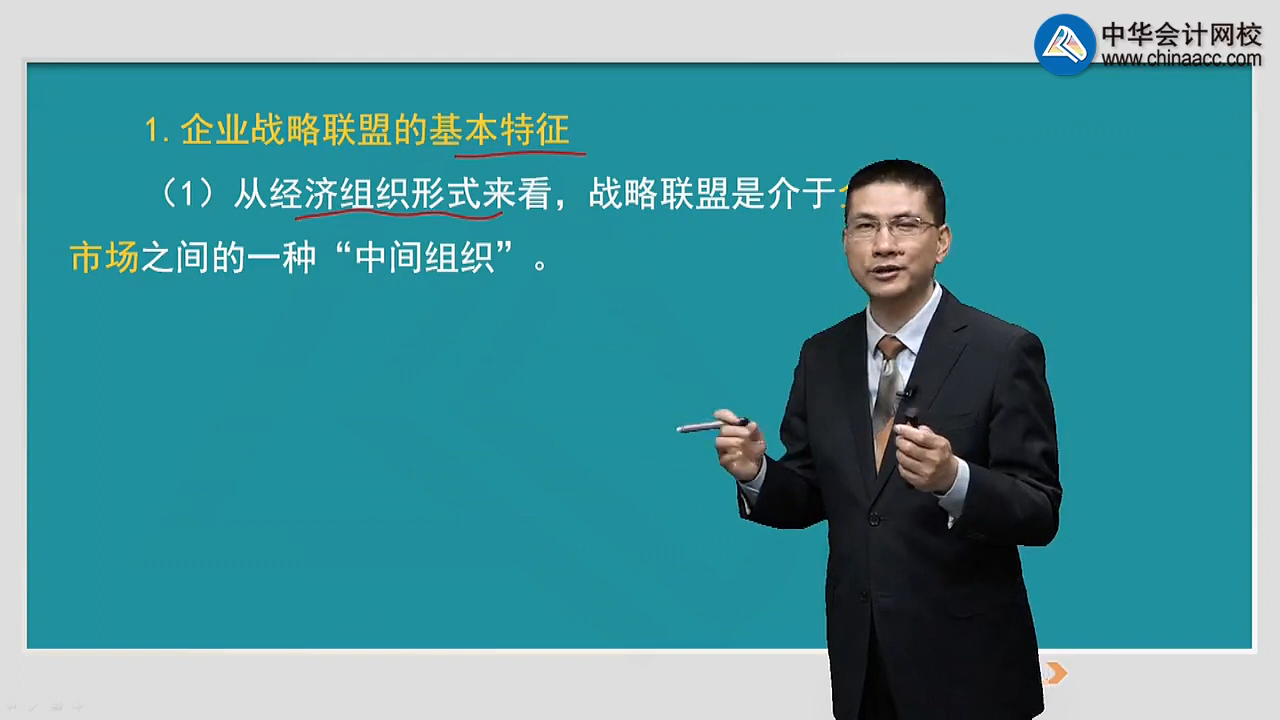 中华会计网校
www.chinaacc.com
1.企业战略联盟的基本特征
（1）从经济组织形式来看，战略联盟是介于
市场之间的一种“中间组织”。